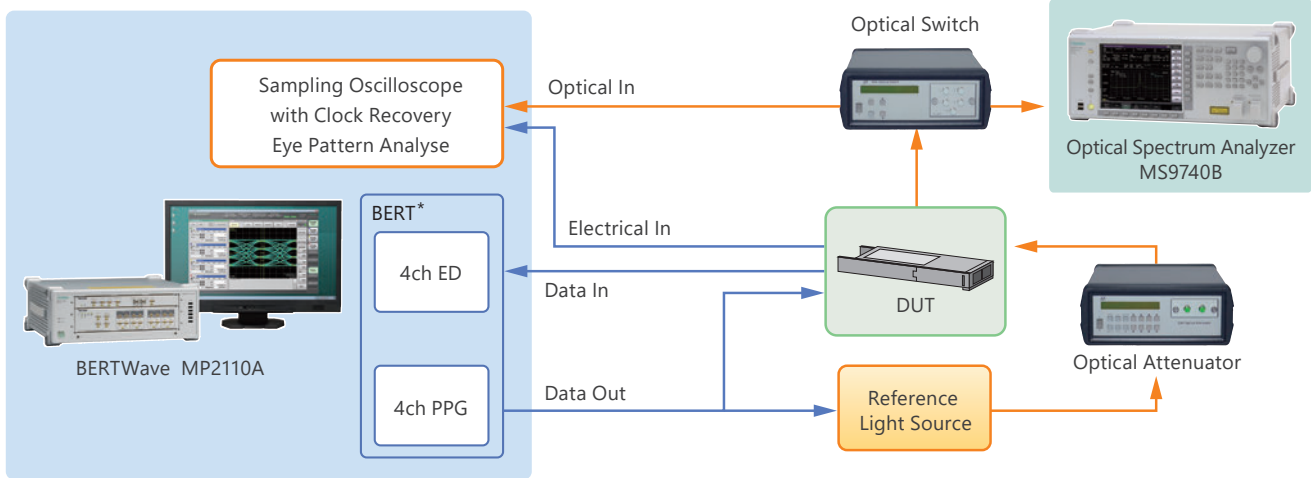 Optical Switch
Sampling Oscilloscope
with Clock Recovery
Eye Pattern Analyse
Optical In
Optical Spectrum Analyzer
MS9740B
BERT*
4ch ED
Electrical In
Data In
DUT
BERTWave MP2110A
Optical Attenuator
4ch PPG
Data Out
Reference
Light Source